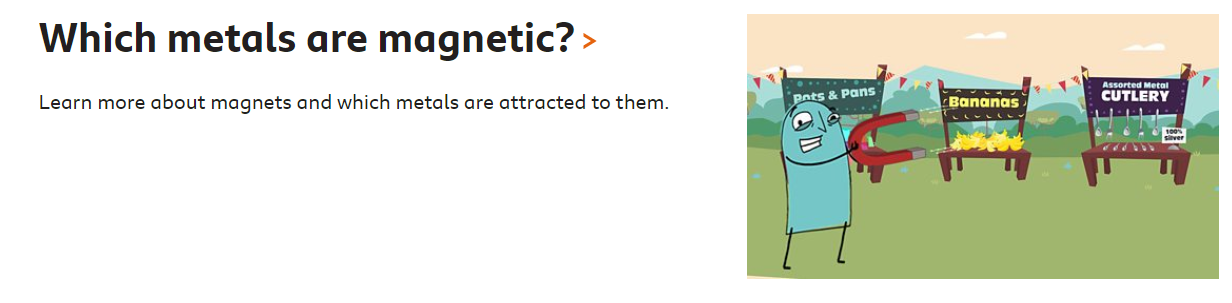 Which metals are magnetic? >
Learn more about magnets and which metals are attracted to them.
Pots & Pans
Bananas
Assorted Metal
CUTLERY
100%
Silver